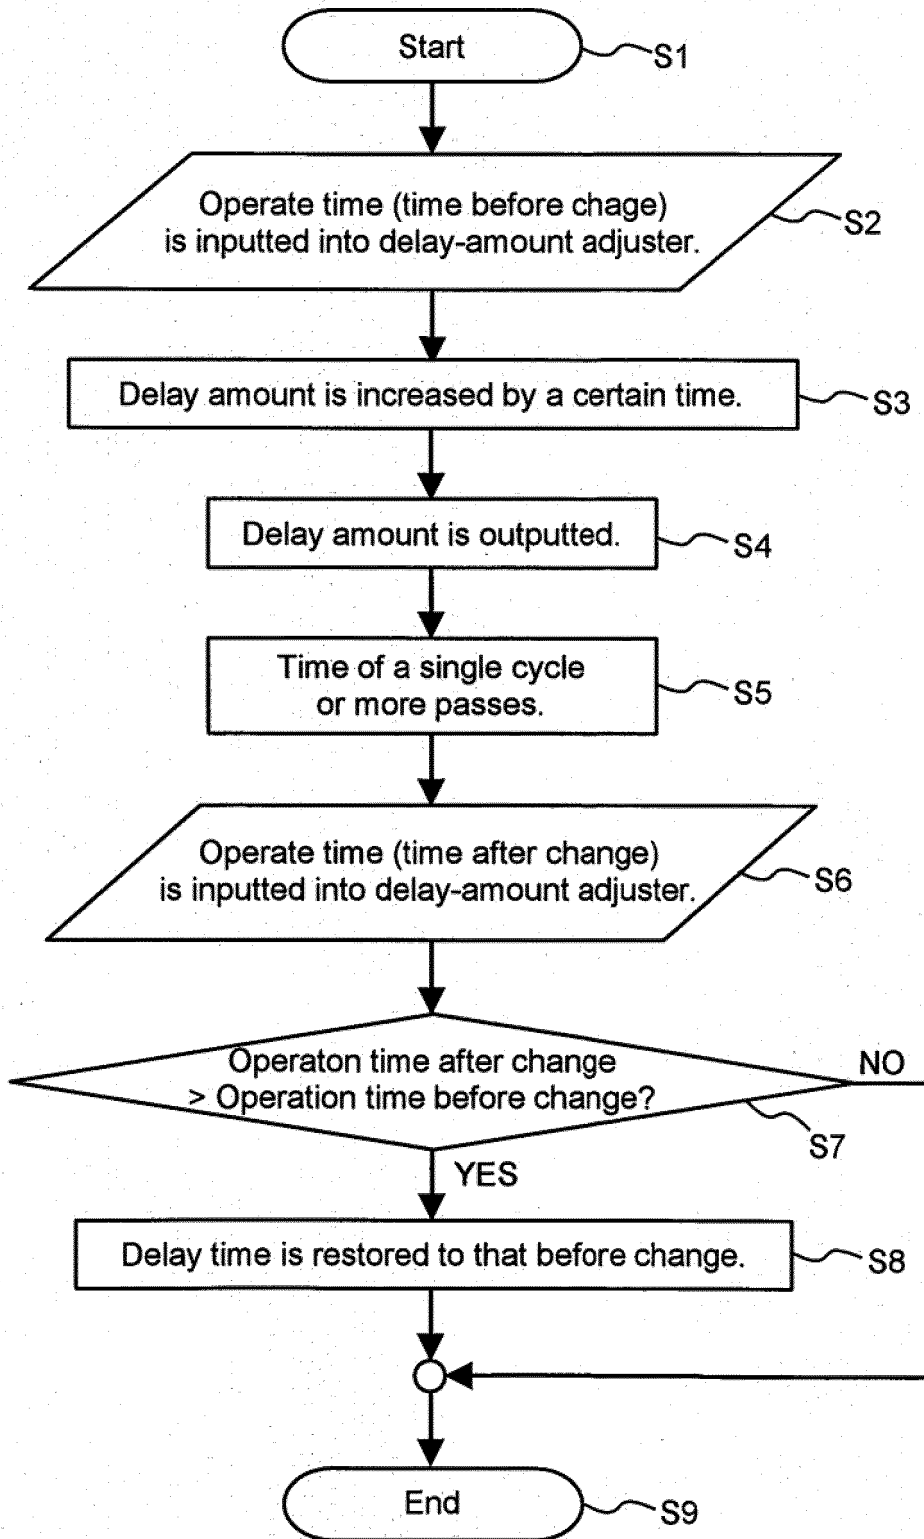 Start
S1
Operate time (time before chage)
is inputted into delay-amount adjuster.
S2
Delay amount is increased by a certain time.
S3
Delay amount is outputted.
S4
Time of a single cycle
or more passes.
S5
Operate time (time after change)
is inputted into delay-amount adjuster.
S6
Operaton time after change
> Operation time before change?
NO
S7
YES
Delay time is restored to that before change.
S8
End
S9